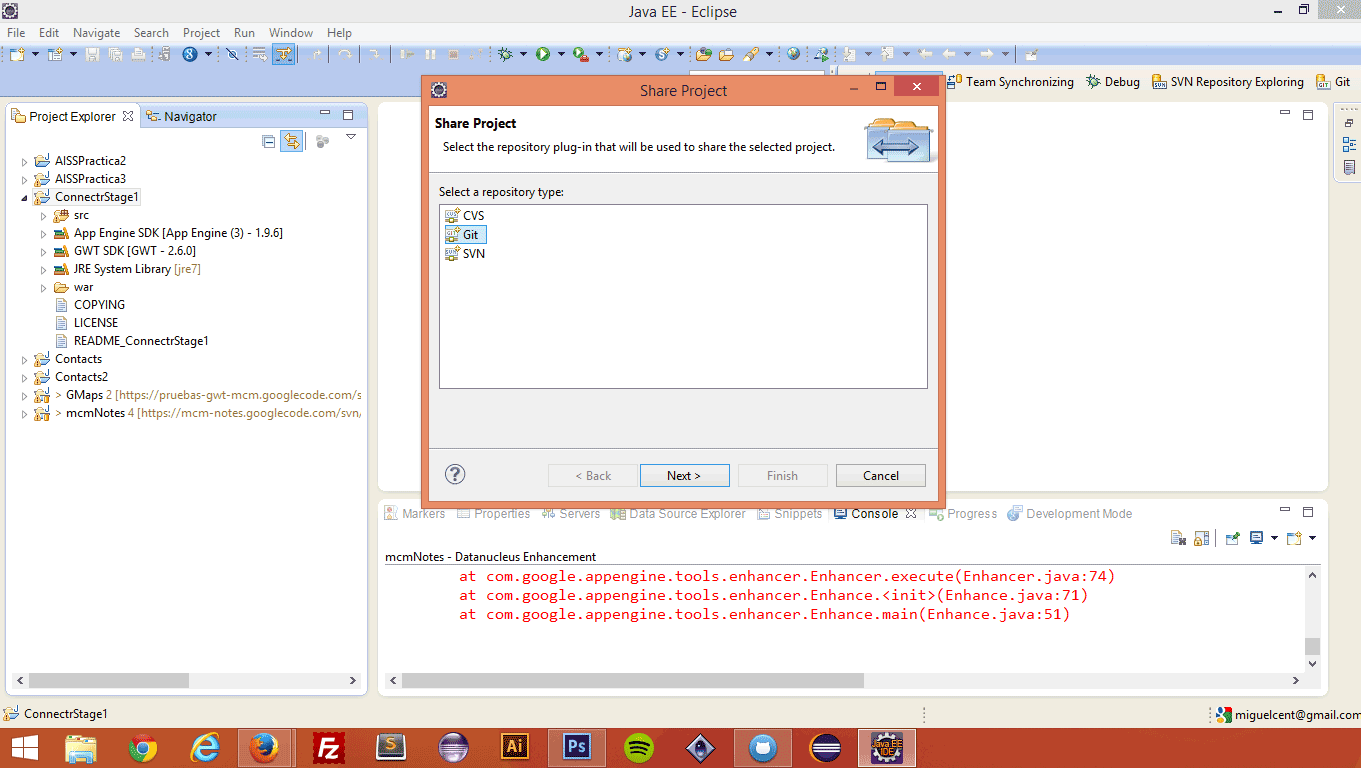 Java EE - Eclipse
File Edit Navigate Search Project Run Window Help
Team Synchronizing Debug SVN Repository Exploring Git
Project Explorer Navigator
AISSPractica2
AISSPractica3
ConnectrStage1
src
App Engine SDK [App Engine (3) - 1.9.6]
GWT SDK [GWT - 2.6.0]
JRE System Library [jre7]
war
COPYING
LICENSE
README_ConnectrStage1
Contacts
Contacts2
> GMaps 2 [https://pruebas-gwt-mcm.googlecode.com/s
> mcmNotes 4 [https://mcm-notes.googlecode.com/svn/
Share Project
Share Project
Select the repository plug-in that will be used to share the selected project.
Select a repository type:
CVS
Git
SVN
< Back Next > Finish Cancel
Markers Properties Servers Data Source Explorer Snippets Console Progress Development Mode
mcmNotes - Datanucleus Enhancement
at com.google.appengine.tools.enhancer.Enhancer.execute(Enhancer.java:74)
at com.google.appengine.tools.enhancer.Enhance.<init>(Enhance.java:71)
at com.google.appengine.tools.enhancer.Enhance.main(Enhance.java:51)
ConnectrStage1
miguelcent@gmail.com
Fz
S
Ai
Ps
Java EE
IDE